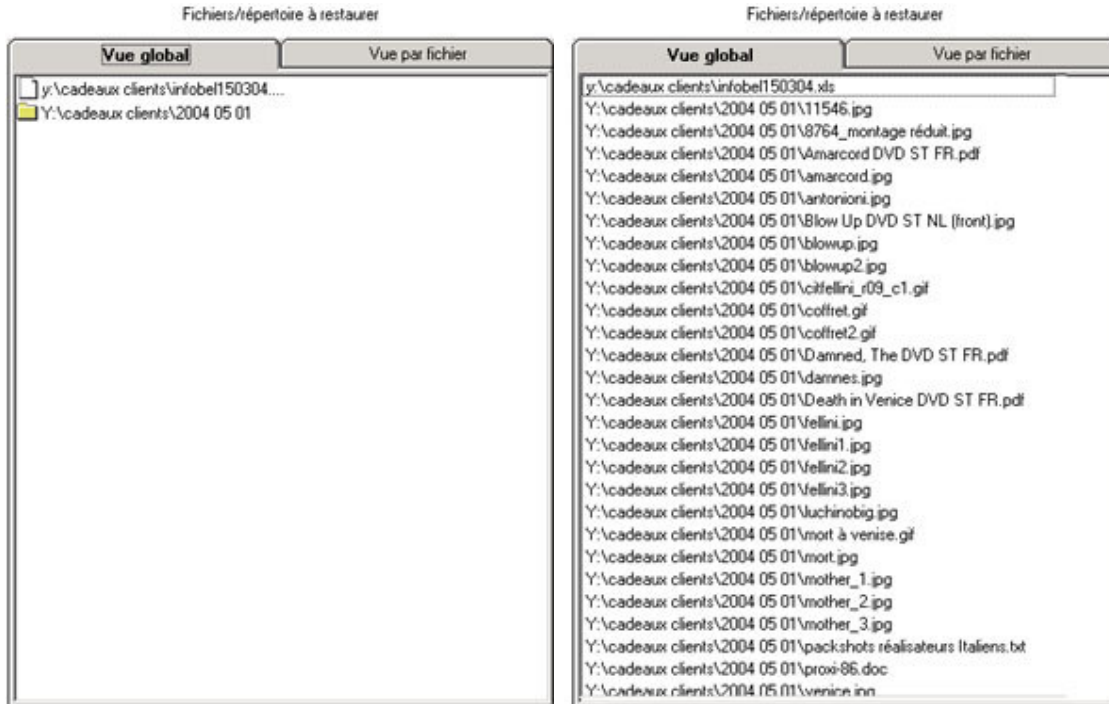 Fichiers/répertoire à restaurer
Vue global
Vue par fichier
y:\cadeaux clients\infobel150304....
Y:\cadeaux clients\2004 05 01
Fichiers/répertoire à restaurer
Vue global
Vue par fichier
y:\cadeaux clients\infobel150304.xls
Y:\cadeaux clients\2004 05 01\11546.jpg
Y:\cadeaux clients\2004 05 01\8764_montage réduit.jpg
Y:\cadeaux clients\2004 05 01\Amarcord DVD ST FR.pdf
Y:\cadeaux clients\2004 05 01\amarcord.jpg
Y:\cadeaux clients\2004 05 01\antonioni.jpg
Y:\cadeaux clients\2004 05 01\Blow Up DVD ST NL (front).jpg
Y:\cadeaux clients\2004 05 01\blowup.jpg
Y:\cadeaux clients\2004 05 01\blowup2.jpg
Y:\cadeaux clients\2004 05 01\citfellini_r09_c1.gif
Y:\cadeaux clients\2004 05 01\coffret.gif
Y:\cadeaux clients\2004 05 01\coffret2.gif
Y:\cadeaux clients\2004 05 01\Damned, The DVD ST FR.pdf
Y:\cadeaux clients\2004 05 01\damnes.jpg
Y:\cadeaux clients\2004 05 01\Death in Venice DVD ST FR.pdf
Y:\cadeaux clients\2004 05 01\fellini.jpg
Y:\cadeaux clients\2004 05 01\fellini1.jpg
Y:\cadeaux clients\2004 05 01\fellini2.jpg
Y:\cadeaux clients\2004 05 01\fellini3.jpg
Y:\cadeaux clients\2004 05 01\luchinobig.jpg
Y:\cadeaux clients\2004 05 01\mort à venise.gif
Y:\cadeaux clients\2004 05 01\mort.jpg
Y:\cadeaux clients\2004 05 01\mother_1.jpg
Y:\cadeaux clients\2004 05 01\mother_2.jpg
Y:\cadeaux clients\2004 05 01\mother_3.jpg
Y:\cadeaux clients\2004 05 01\packshots réalisateurs Italiens.txt
Y:\cadeaux clients\2004 05 01\proxi-86.doc
Y:\cadeaux clients\2004 05 01\venice.jpg